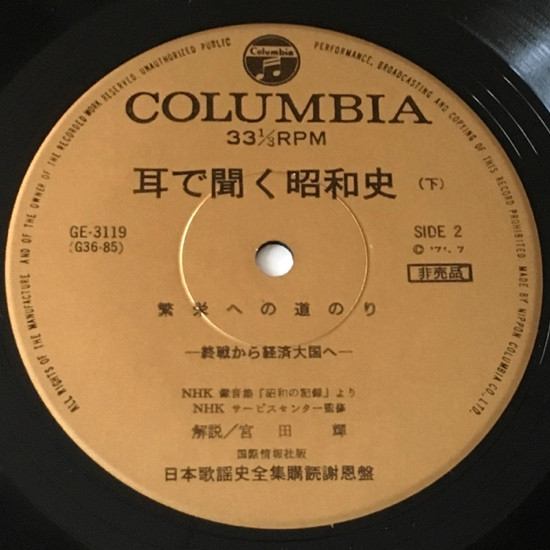 Columbia
COLUMBIA
33⅓RPM
耳で聞く昭和史 (下)
GE-3119
(G36-85)
SIDE 2
非売品
繁栄への道のり
—終戦から経済大国へ—
NHK 録音集『昭和の記録』より
NHK サービスセンター監修
解説/宮田輝
国際情報社版
日本歌謡史全集購読謝恩盤
ALL RIGHTS OF THE MANUFACTURE AND OF THE OWNER OF THE RECORDED WORK RESERVED. UNAUTHORIZED PUBLIC PERFORMANCE, BROADCASTING AND COPYING OF THIS RECORD PROHIBITED MADE BY NIPPON COLUMBIA CO., LTD.